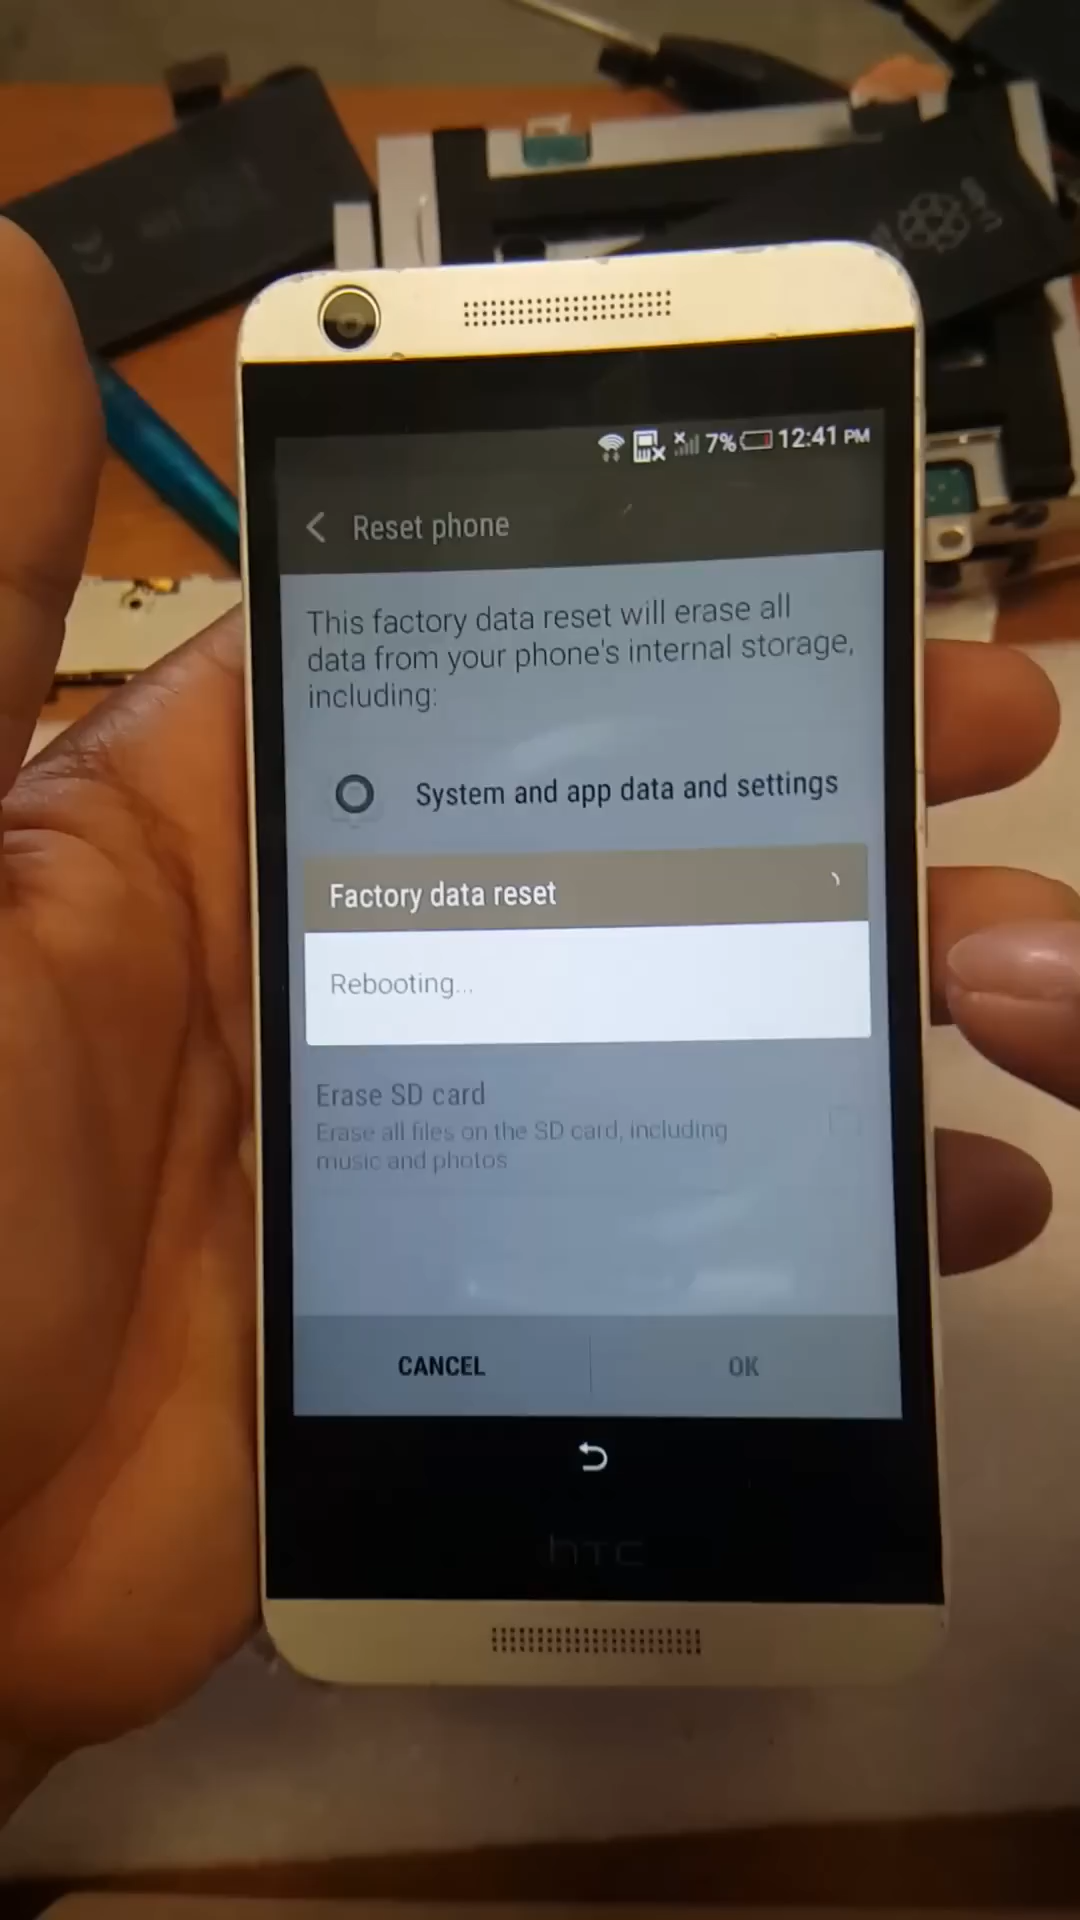 7% 12:41 PM
Reset phone
This factory data reset will erase all
data from your phone's internal storage,
including:
System and app data and settings
Factory data reset
Rebooting...
Erase SD card
Erase all files on the SD card, including
music and photos
CANCEL OK
hTC